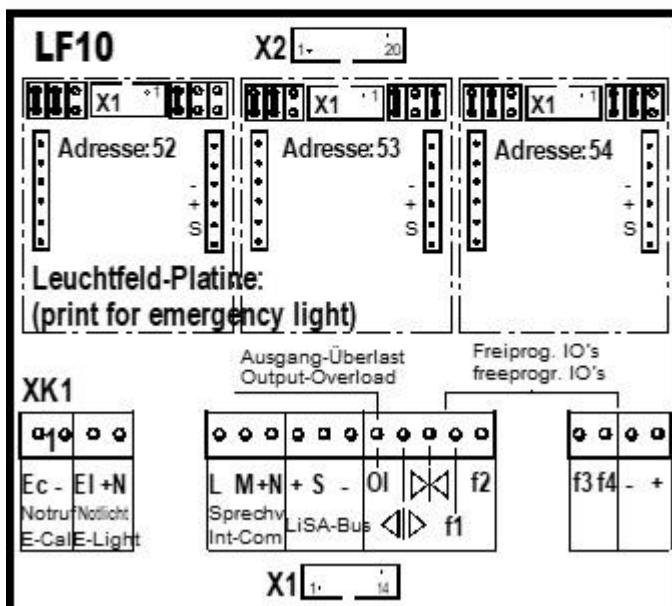 LF10
X2 1 20
X1 1 X1 1 X1 1
Adresse:52 Adresse:53 Adresse:54
- - -
+ + +
S S S
Leuchtfeld-Platine:
(print for emergency light)
Ausgang-Überlast Freiprog. IO's
Output-Overload freeprogr. IO's
XK1
1
Ec - El +N L M+N + S - Ol f2 f3 f4 - +
Notruf Notlicht Sprechv LiSA-Bus f1
E-Cal E-Light Int-Com
X1 1 14